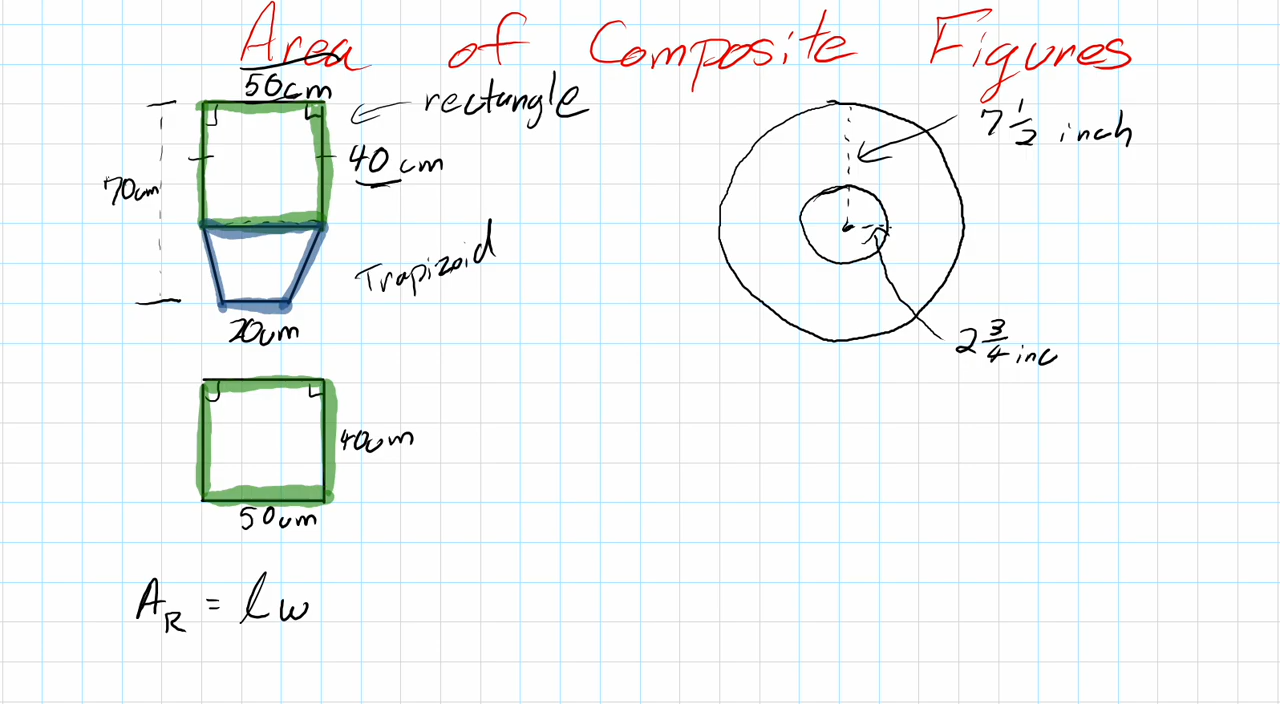 Area of Composite Figures
50cm
rectangle
40 cm
70cm
Trapizoid
20cm
7 1/2 inch
2 3/4 inc
40cm
50cm
A_R = l w